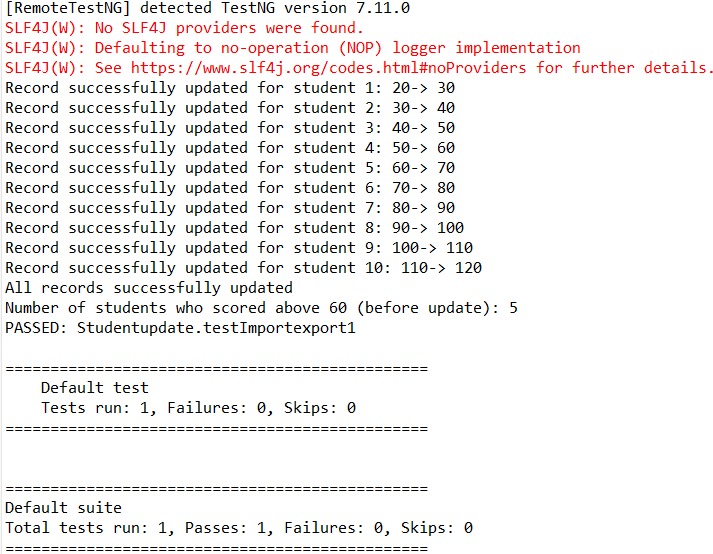 [RemoteTestNG] detected TestNG version 7.11.0
SLF4J(W): No SLF4J providers were found.
SLF4J(W): Defaulting to no-operation (NOP) logger implementation
SLF4J(W): See https://www.slf4j.org/codes.html#noProviders for further details.
Record successfully updated for student 1: 20-> 30
Record successfully updated for student 2: 30-> 40
Record successfully updated for student 3: 40-> 50
Record successfully updated for student 4: 50-> 60
Record successfully updated for student 5: 60-> 70
Record successfully updated for student 6: 70-> 80
Record successfully updated for student 7: 80-> 90
Record successfully updated for student 8: 90-> 100
Record successfully updated for student 9: 100-> 110
Record successfully updated for student 10: 110-> 120
All records successfully updated
Number of students who scored above 60 (before update): 5
PASSED: Studentupdate.testImportexport1
===============================================
    Default test
    Tests run: 1, Failures: 0, Skips: 0
===============================================
===============================================
Default suite
Total tests run: 1, Passes: 1, Failures: 0, Skips: 0
===============================================